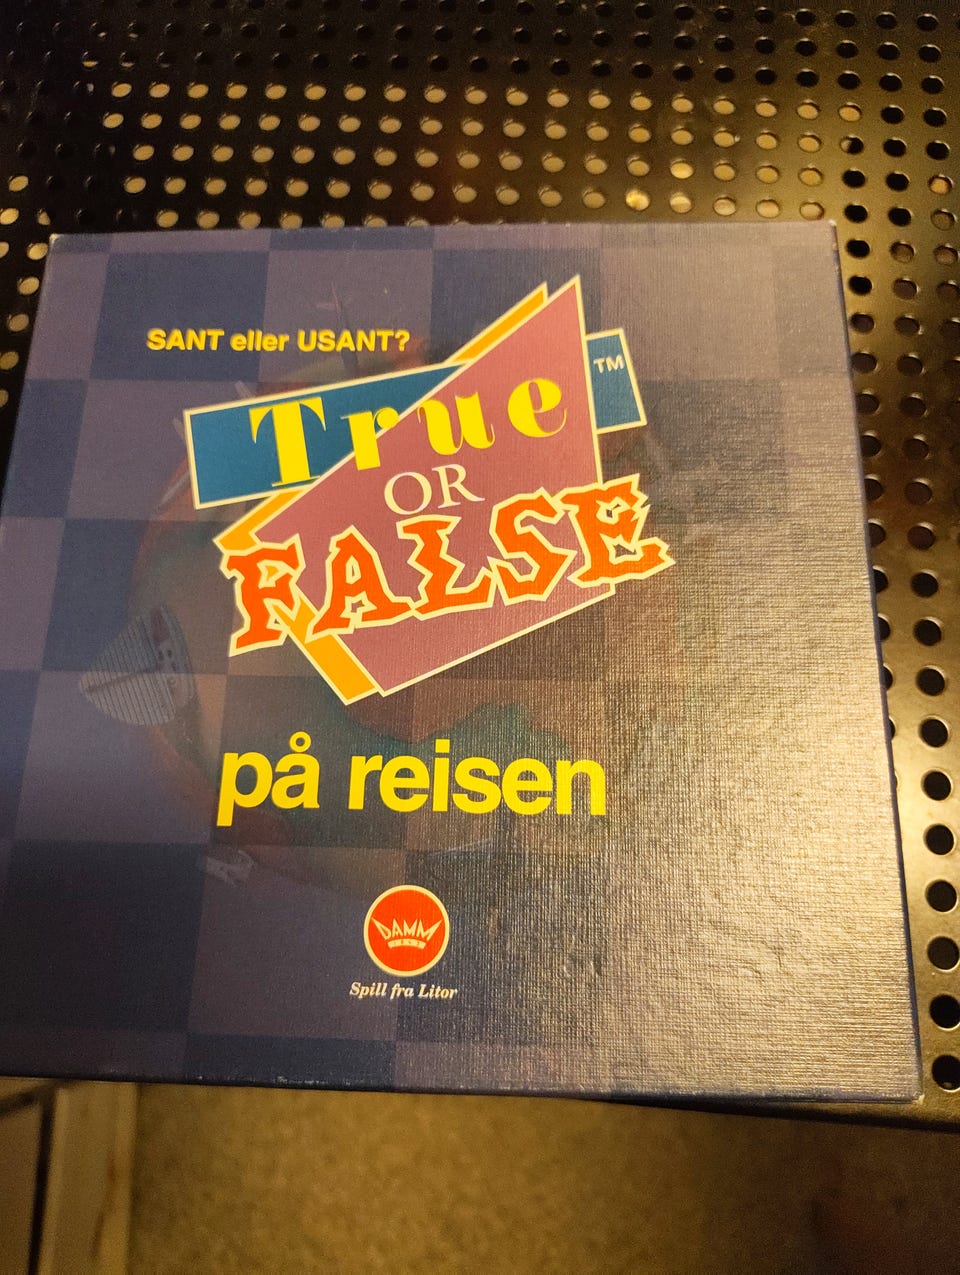 SANT eller USANT?
True ™
OR
FALSE
på reisen
DAMM
Spill fra Litor